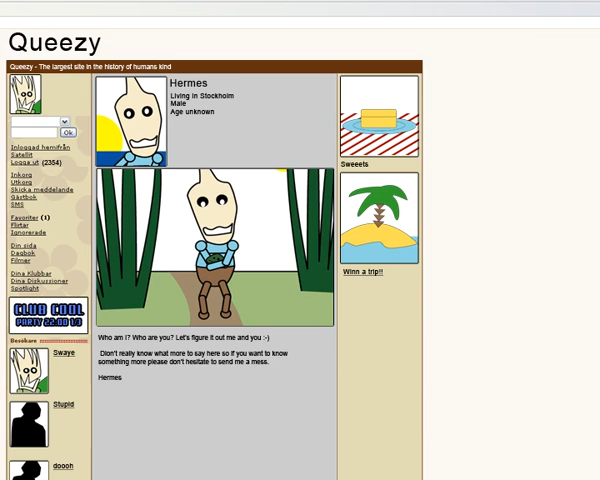 Queezy
Queezy - The largest site in the history of humans kind
Ok
Inloggad hemifrån
Satellit
Logga ut (2354)
Inkorg
Utkorg
Skicka meddelande
Gästbok
SMS
Favoriter (1)
Flirtar
Ignorerade
Din sida
Dagbok
Filmer
Dina Klubbar
Dina Diskussioner
Spotlight
CLUB COOL
PARTY 22.00 1/3
Besökare
Swaye
Stupid
doooh
Hermes
Living in Stockholm
Male
Age unknown
Who am I? Who are you? Let's figure it out me and you :-)
Dion't really know what more to say here so if you want to know
something more please don't hesitate to send me a mess.
Hermes
Sweeets
Winn a trip!!